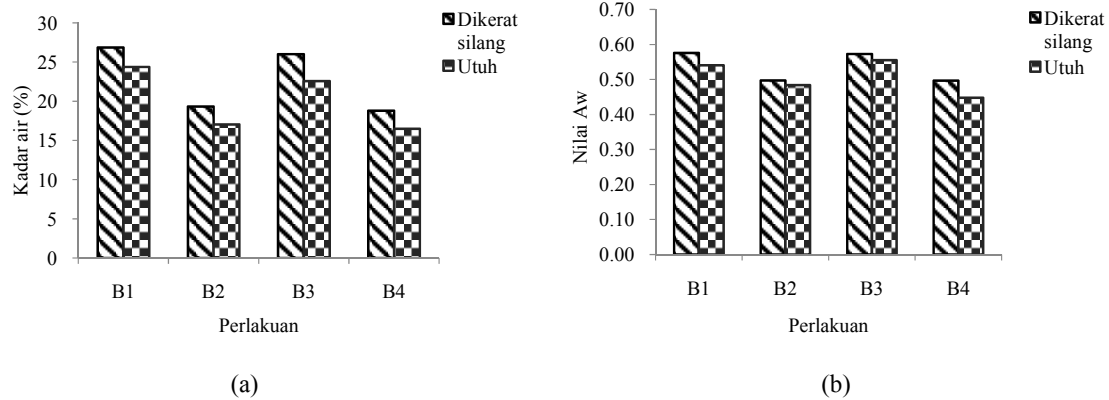 30
25
20
15
10
5
0
Kadar air (%)
B1 B2 B3 B4
Perlakuan
Dikerat
silang
Utuh
(a)
0.70
0.60
0.50
0.40
0.30
0.20
0.10
0.00
Nilai Aw
B1 B2 B3 B4
Perlakuan
Dikerat
silang
Utuh
(b)